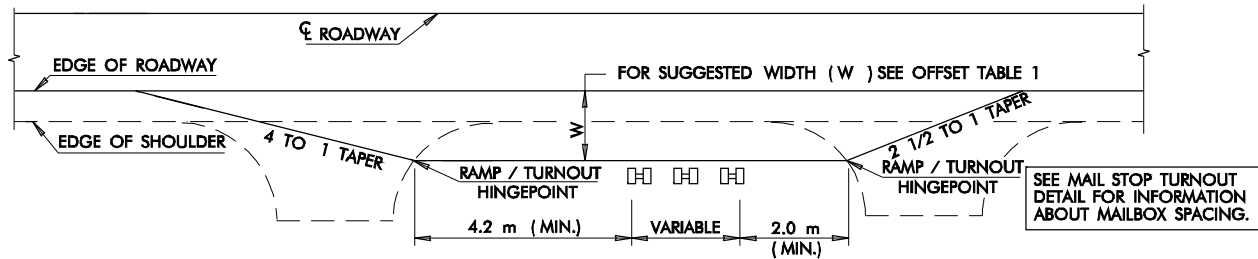 ℄ ROADWAY
EDGE OF ROADWAY
FOR SUGGESTED WIDTH ( W ) SEE OFFSET TABLE 1
EDGE OF SHOULDER
4 TO 1 TAPER
W
2 1/2 TO 1 TAPER
RAMP / TURNOUT
HINGEPOINT
RAMP / TURNOUT
HINGEPOINT
SEE MAIL STOP TURNOUT
DETAIL FOR INFORMATION
ABOUT MAILBOX SPACING.
4.2 m ( MIN.)
VARIABLE
2.0 m
( MIN.)